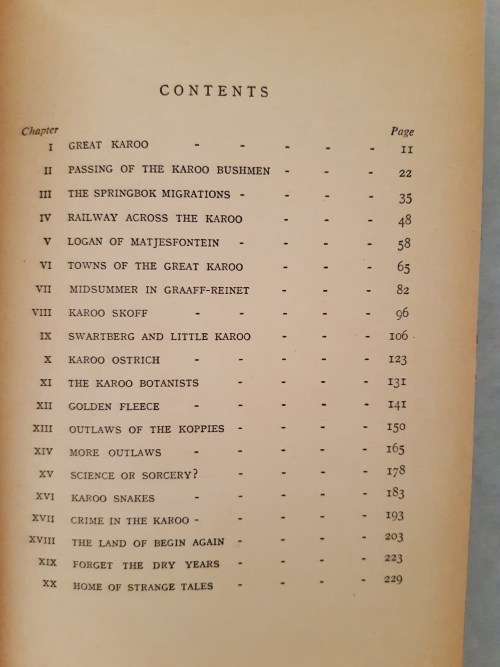 CONTENTS
Chapter Page
I GREAT KAROO - - - - - 11
II PASSING OF THE KAROO BUSHMEN - - - 22
III THE SPRINGBOK MIGRATIONS - - - - 35
IV RAILWAY ACROSS THE KAROO - - - 48
V LOGAN OF MATJESFONTEIN - - - - 58
VI TOWNS OF THE GREAT KAROO - - - 65
VII MIDSUMMER IN GRAAFF-REINET - - - 82
VIII KAROO SKOFF - - - - - 96
IX SWARTBERG AND LITTLE KAROO - - - 106
X KAROO OSTRICH - - - - - 123
XI THE KAROO BOTANISTS - - - - 131
XII GOLDEN FLEECE - - - - - 141
XIII OUTLAWS OF THE KOPPIES - - - - 150
XIV MORE OUTLAWS - - - - - 165
XV SCIENCE OR SORCERY? - - - - 178
XVI KAROO SNAKES - - - - - 183
XVII CRIME IN THE KAROO - - - - - 193
XVIII THE LAND OF BEGIN AGAIN - - - - 203
XIX FORGET THE DRY YEARS - - - - 223
XX HOME OF STRANGE TALES - - - - 229